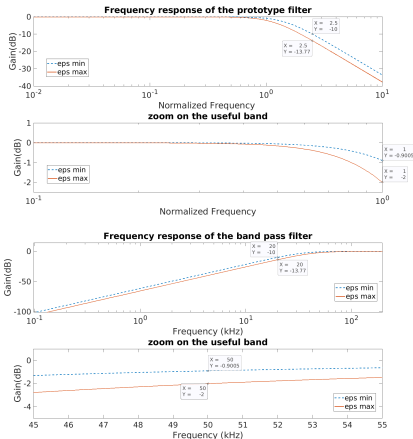 Frequency response of the prototype filter
Gain(dB)
0
-10
-20
-30
-40
X = 2.5
Y = -10
X = 2.5
Y = -13.77
eps min
eps max
10^-2
10^-1
10^0
10^1
Normalized Frequency
zoom on the useful band
Gain(dB)
1
0
-1
-2
X = 1
Y = -0.9005
X = 1
Y = -2
eps min
eps max
10^-1
10^0
Normalized Frequency
Frequency response of the band pass filter
Gain(dB)
0
-50
-100
X = 20
Y = -10
X = 20
Y = -13.77
eps min
eps max
10^-1
10^0
10^1
10^2
Frequency (kHz)
zoom on the useful band
Gain(dB)
0
-2
-4
X = 50
Y = -0.9005
X = 50
Y = -2
eps min
eps max
45
46
47
48
49
50
51
52
53
54
55
Frequency (kHz)